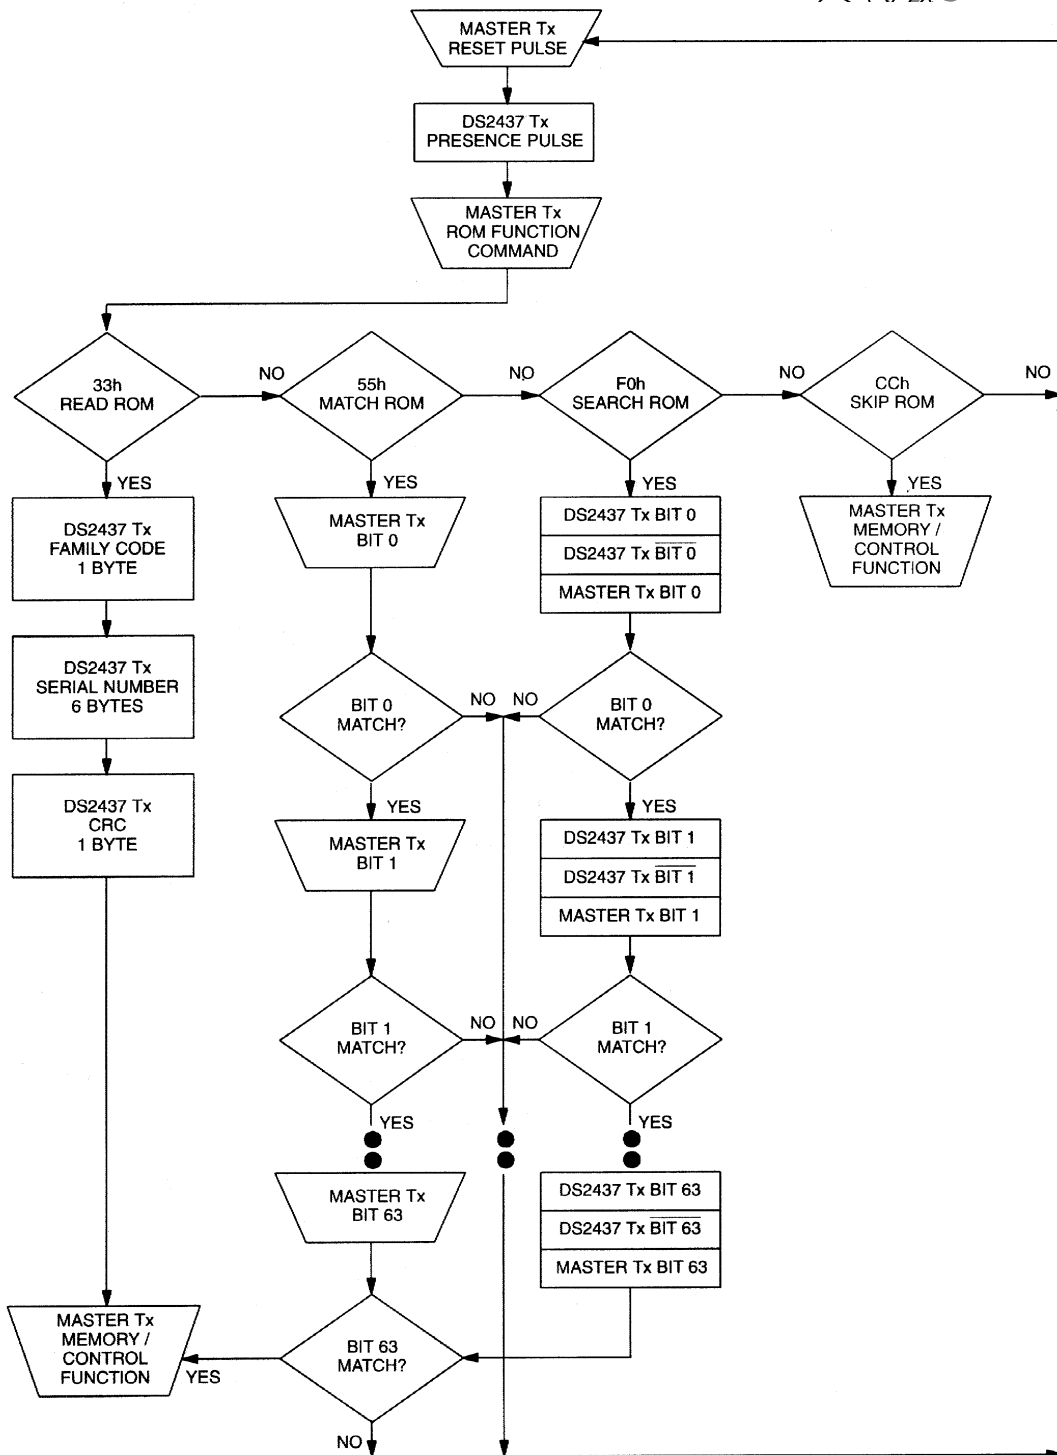 MASTER Tx
RESET PULSE
DS2437 Tx
PRESENCE PULSE
MASTER Tx
ROM FUNCTION
COMMAND
33h
READ ROM
NO
55h
MATCH ROM
NO
F0h
SEARCH ROM
NO
CCh
SKIP ROM
NO
YES
YES
YES
YES
DS2437 Tx
FAMILY CODE
1 BYTE
MASTER Tx
BIT 0
DS2437 Tx BIT 0
DS2437 Tx B̅I̅T̅ ̅0̅
MASTER Tx BIT 0
MASTER Tx
MEMORY /
CONTROL
FUNCTION
DS2437 Tx
SERIAL NUMBER
6 BYTES
BIT 0
MATCH?
NO
NO
BIT 0
MATCH?
DS2437 Tx
CRC
1 BYTE
YES
YES
MASTER Tx
BIT 1
DS2437 Tx BIT 1
DS2437 Tx B̅I̅T̅ ̅1̅
MASTER Tx BIT 1
BIT 1
MATCH?
NO
NO
BIT 1
MATCH?
YES
YES
MASTER Tx
BIT 63
DS2437 Tx BIT 63
DS2437 Tx B̅I̅T̅ ̅6̅3̅
MASTER Tx BIT 63
MASTER Tx
MEMORY /
CONTROL
FUNCTION
YES
BIT 63
MATCH?
NO